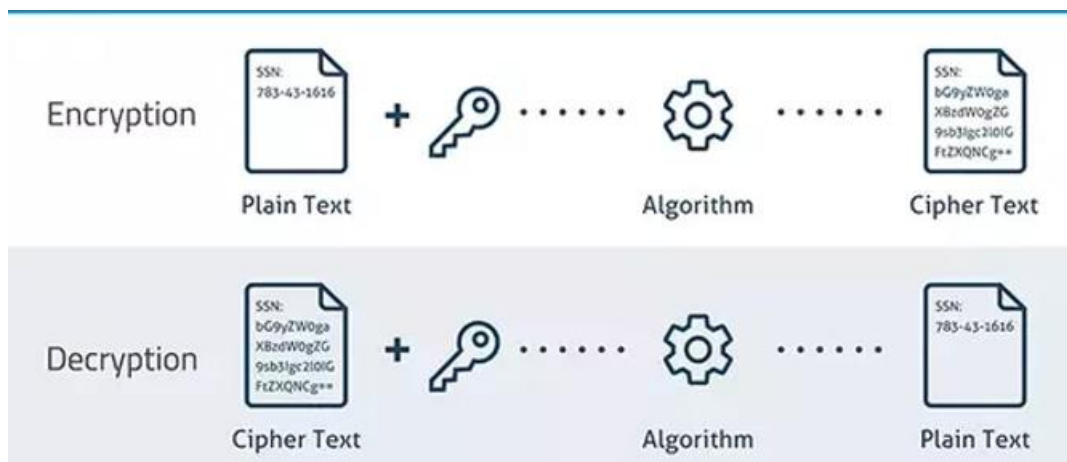 Encryption
SSN:
783-43-1616
+
Plain Text
Algorithm
SSN:
bG9yZW0ga
XBzdW0gZG
9sb3Igc2l0IG
FtZXQNCg==
Cipher Text
Decryption
SSN:
bG9yZW0ga
XBzdW0gZG
9sb3Igc2l0IG
FtZXQNCg==
+
Cipher Text
Algorithm
SSN:
783-43-1616
Plain Text